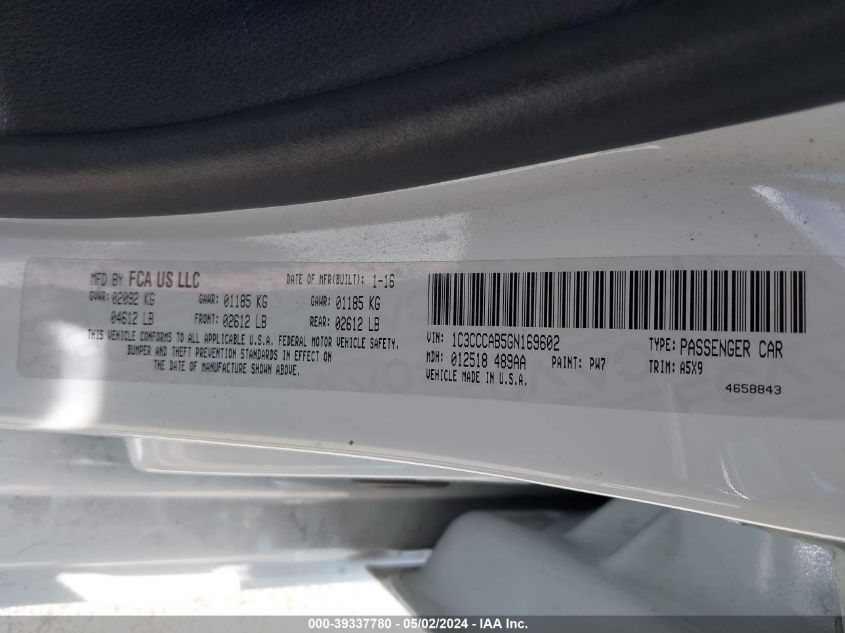 MFD BY FCA US LLC
DATE OF MFR(BUILT): 1-16
GVWR: 02092 KG GAWR: 01185 KG GAWR: 01185 KG
04612 LB FRONT: 02612 LB REAR: 02612 LB
THIS VEHICLE CONFORMS TO ALL APPLICABLE U.S.A. FEDERAL MOTOR VEHICLE SAFETY,
BUMPER AND THEFT PREVENTION STANDARDS IN EFFECT ON
THE DATE OF MANUFACTURE SHOWN ABOVE.
VIN: 1C3CCCAB5GN169602 TYPE: PASSENGER CAR
MDH: 012518 489AA PAINT: PW7 TRIM: A5X9
VEHICLE MADE IN U.S.A.
4658843
000-39337780 - 05/02/2024 - IAA Inc.